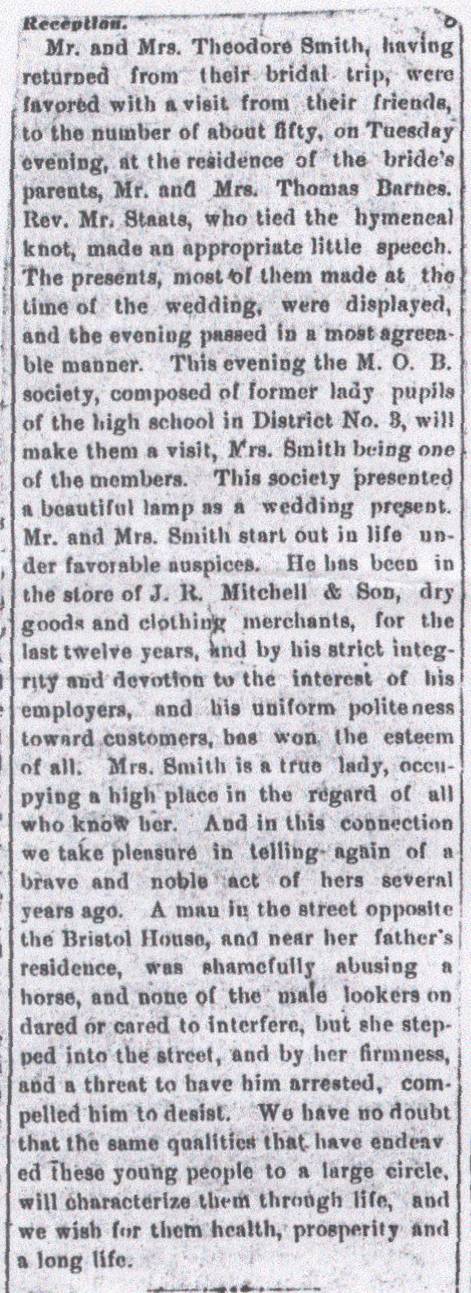 Reception.
Mr. and Mrs. Theodore Smith, having
returned from their bridal trip, were
favored with a visit from their friends,
to the number of about fifty, on Tuesday
evening, at the residence of the bride's
parents, Mr. and Mrs. Thomas Barnes.
Rev. Mr. Staats, who tied the hymeneal
knot, made an appropriate little speech.
The presents, most of them made at the
time of the wedding, were displayed,
and the evening passed in a most agreea-
ble manner. This evening the M. O. B.
society, composed of former lady pupils
of the high school in District No. 3, will
make them a visit, Mrs. Smith being one
of the members. This society presented
a beautiful lamp as a wedding present.
Mr. and Mrs. Smith start out in life un-
der favorable auspices. He has been in
the store of J. R. Mitchell & Son, dry
goods and clothing merchants, for the
last twelve years, and by his strict integ-
rity and devotion to the interest of his
employers, and his uniform politeness
toward customers, has won the esteem
of all. Mrs. Smith is a true lady, occu-
pying a high place in the regard of all
who know her. And in this connection
we take pleasure in telling again of a
brave and noble act of hers several
years ago. A man in the street opposite
the Bristol House, and near her father's
residence, was shamefully abusing a
horse, and none of the male lookers on
dared or cared to interfere, but she step-
ped into the street, and by her firmness,
and a threat to have him arrested, com-
pelled him to desist. We have no doubt
that the same qualities that have endear
ed these young people to a large circle,
will characterize them through life, and
we wish for them health, prosperity and
a long life.